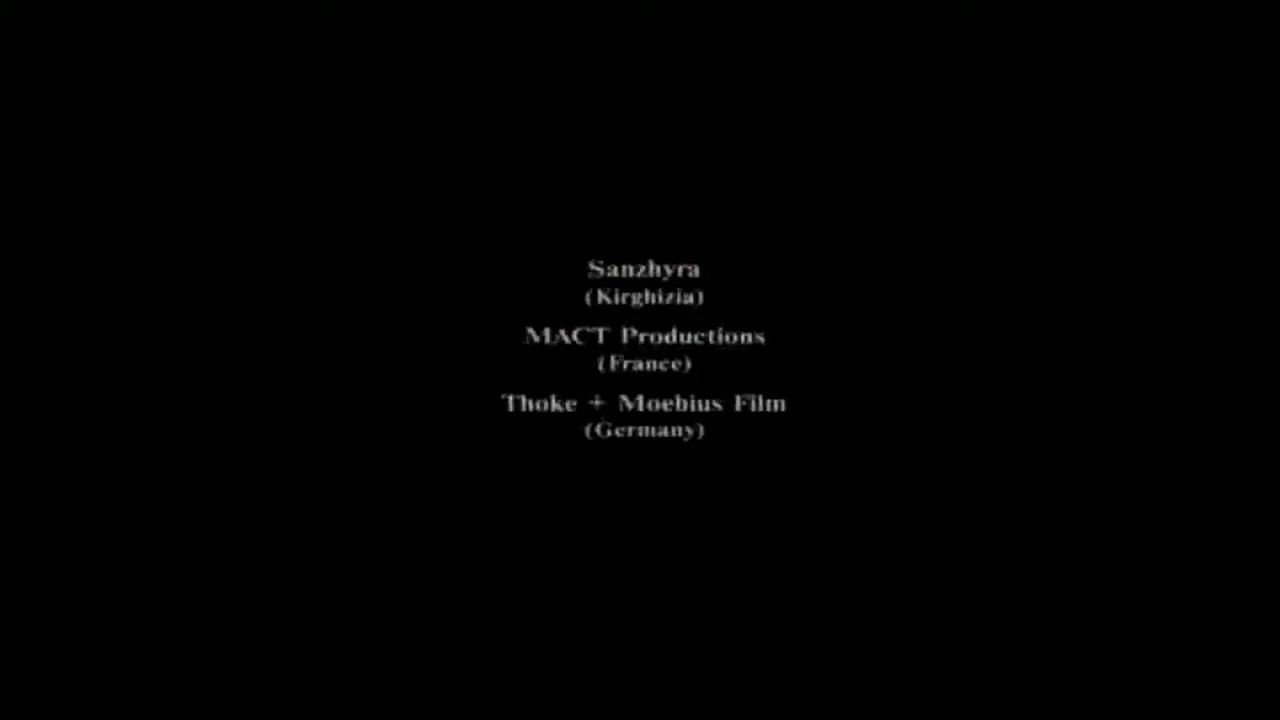 Sanzhyra
(Kirghizia)
MACT Productions
(France)
Thoke + Moebius Film
(Germany)